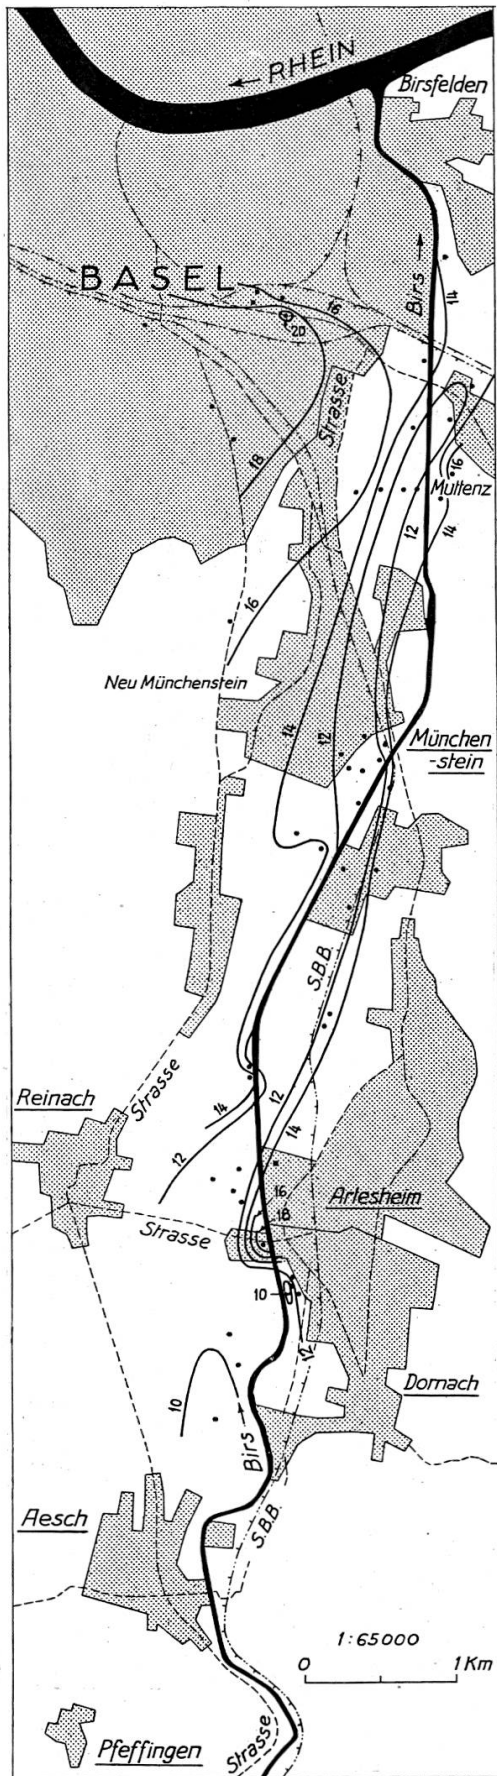 ← RHEIN
Birsfelden
BASEL
Birs →
14
16
20
Strasse
18
16
Muttenz
12
14
16
Neu Münchenstein
14
12
München
-stein
S.B.B.
Strasse
Reinach
14
12
12
14
16
18
Arlesheim
Strasse
10
12
Dornach
10
Birs →
Aesch
S.B.B.
1:65000
0 1 Km
Strasse
Pfeffingen